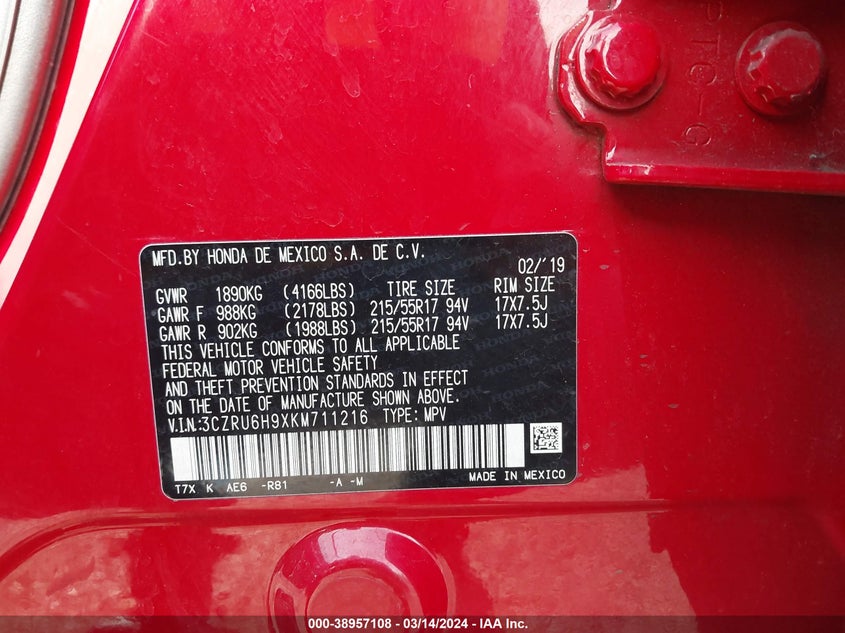 PTC-G
MFD.BY HONDA DE MEXICO S.A. DE C.V. 02/'19
GVWR 1890KG (4166LBS) TIRE SIZE RIM SIZE
GAWR F 988KG (2178LBS) 215/55R17 94V 17X7.5J
GAWR R 902KG (1988LBS) 215/55R17 94V 17X7.5J
THIS VEHICLE CONFORMS TO ALL APPLICABLE
FEDERAL MOTOR VEHICLE SAFETY
AND THEFT PREVENTION STANDARDS IN EFFECT
ON THE DATE OF MANUFACTURE SHOWN ABOVE.
V.I.N.:3CZRU6H9XKM711216 TYPE: MPV
T7X K AE6 -R81 -A -M MADE IN MEXICO
000-38957108 - 03/14/2024 - IAA Inc.